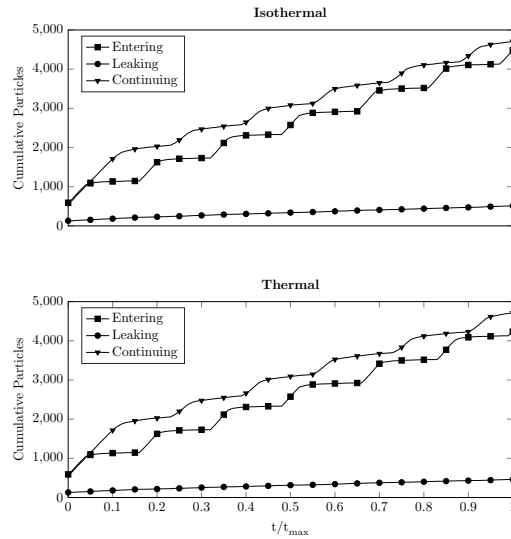 Isothermal
5,000
4,000
3,000
2,000
1,000
0
Cumulative Particles
Entering
Leaking
Continuing
Thermal
5,000
4,000
3,000
2,000
1,000
0
Cumulative Particles
Entering
Leaking
Continuing
0 0.1 0.2 0.3 0.4 0.5 0.6 0.7 0.8 0.9 1
t/tmax